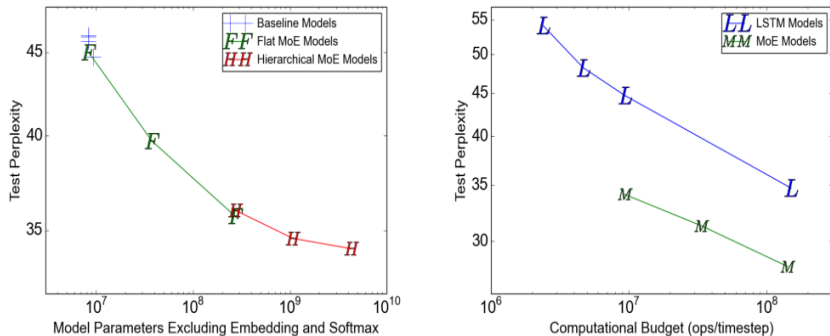 Baseline Models
FF Flat MoE Models
HH Hierarchical MoE Models
Test Perplexity
45
40
35
F
F
F
H
H
H
10^7
10^8
10^9
10^10
Model Parameters Excluding Embedding and Softmax
LL LSTM Models
MM MoE Models
Test Perplexity
55
50
45
40
35
30
L
L
L
L
M
M
M
10^6
10^7
10^8
Computational Budget (ops/timestep)